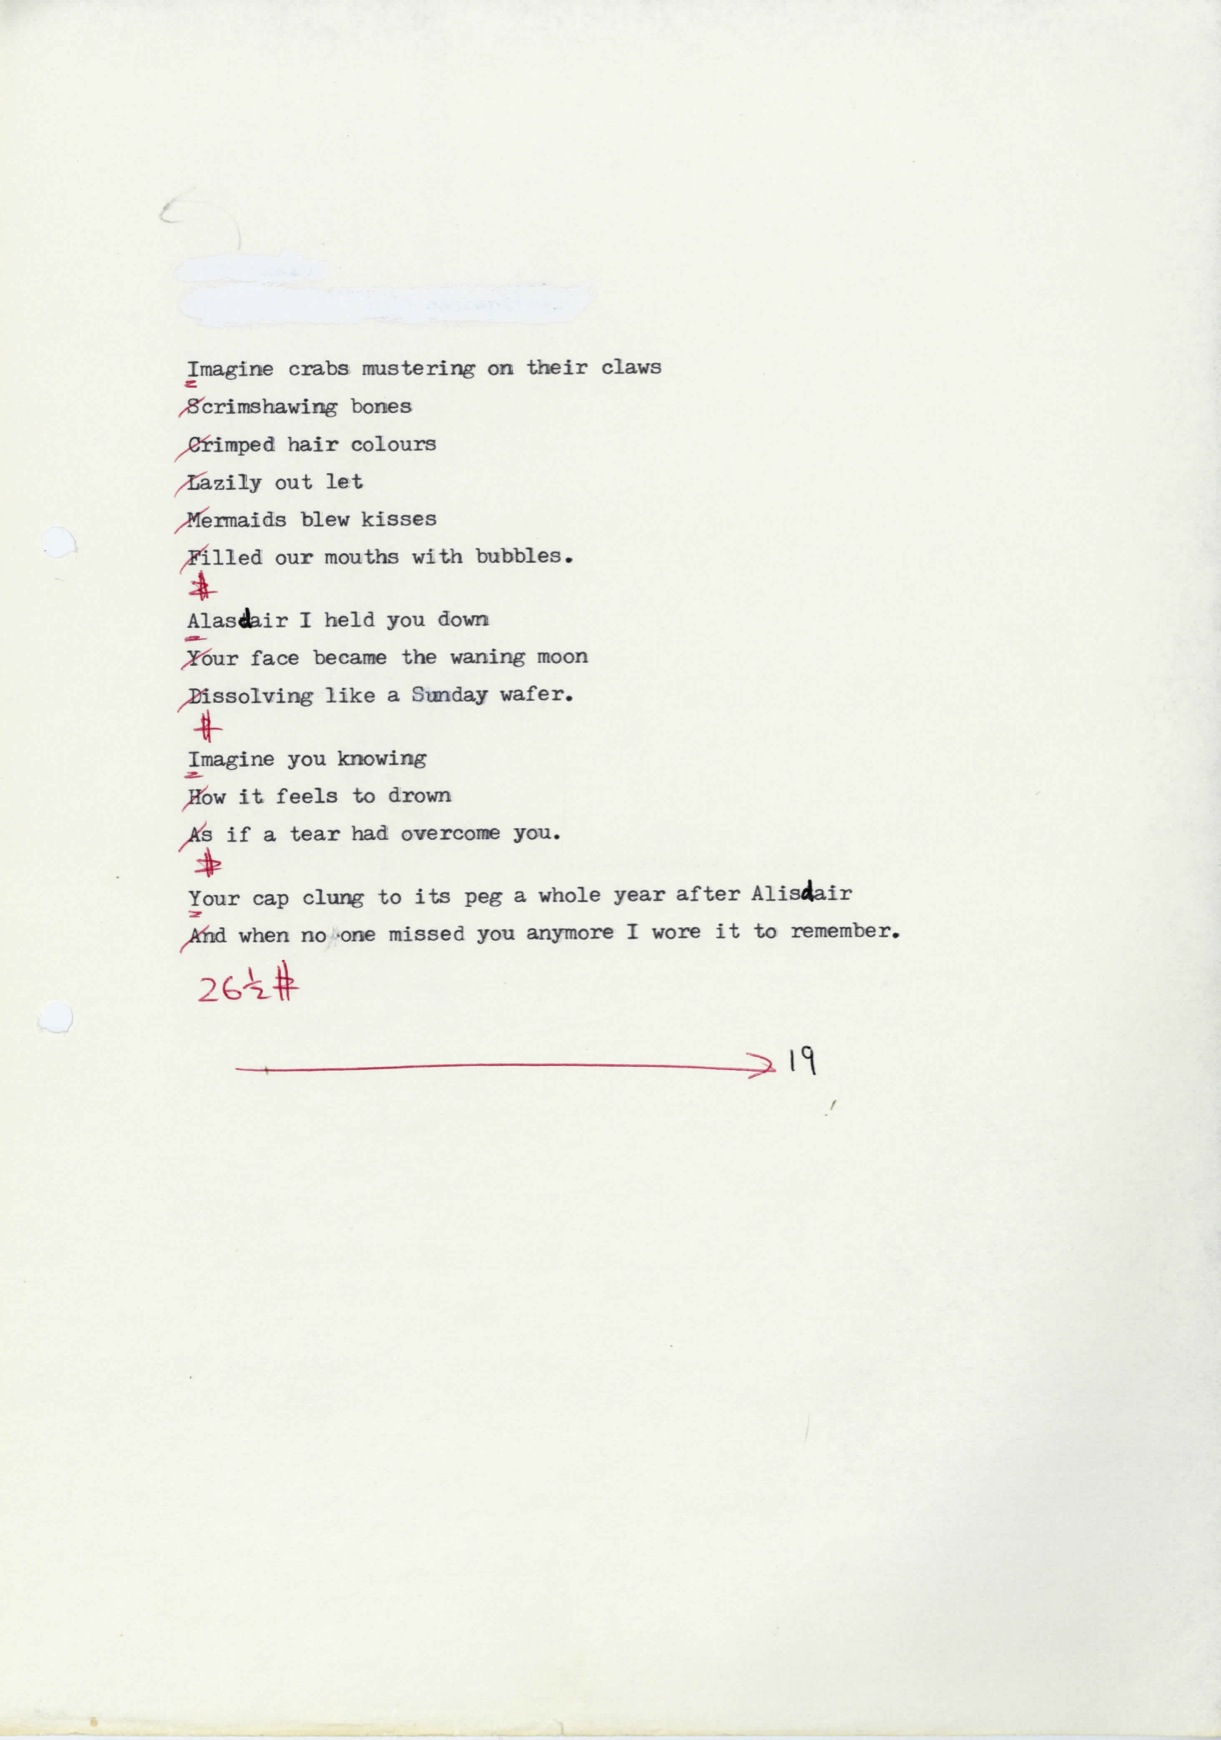 Imagine crabs mustering on their claws
Scrimshawing bones
Crimped hair colours
Lazily out let
Mermaids blew kisses
Filled our mouths with bubbles.
#
Alasdair I held you down
Your face became the waning moon
Dissolving like a Sunday wafer.
#
Imagine you knowing
How it feels to drown
As if a tear had overcome you.
#
Your cap clung to its peg a whole year after Alisdair
And when no one missed you anymore I wore it to remember.
26½#
19